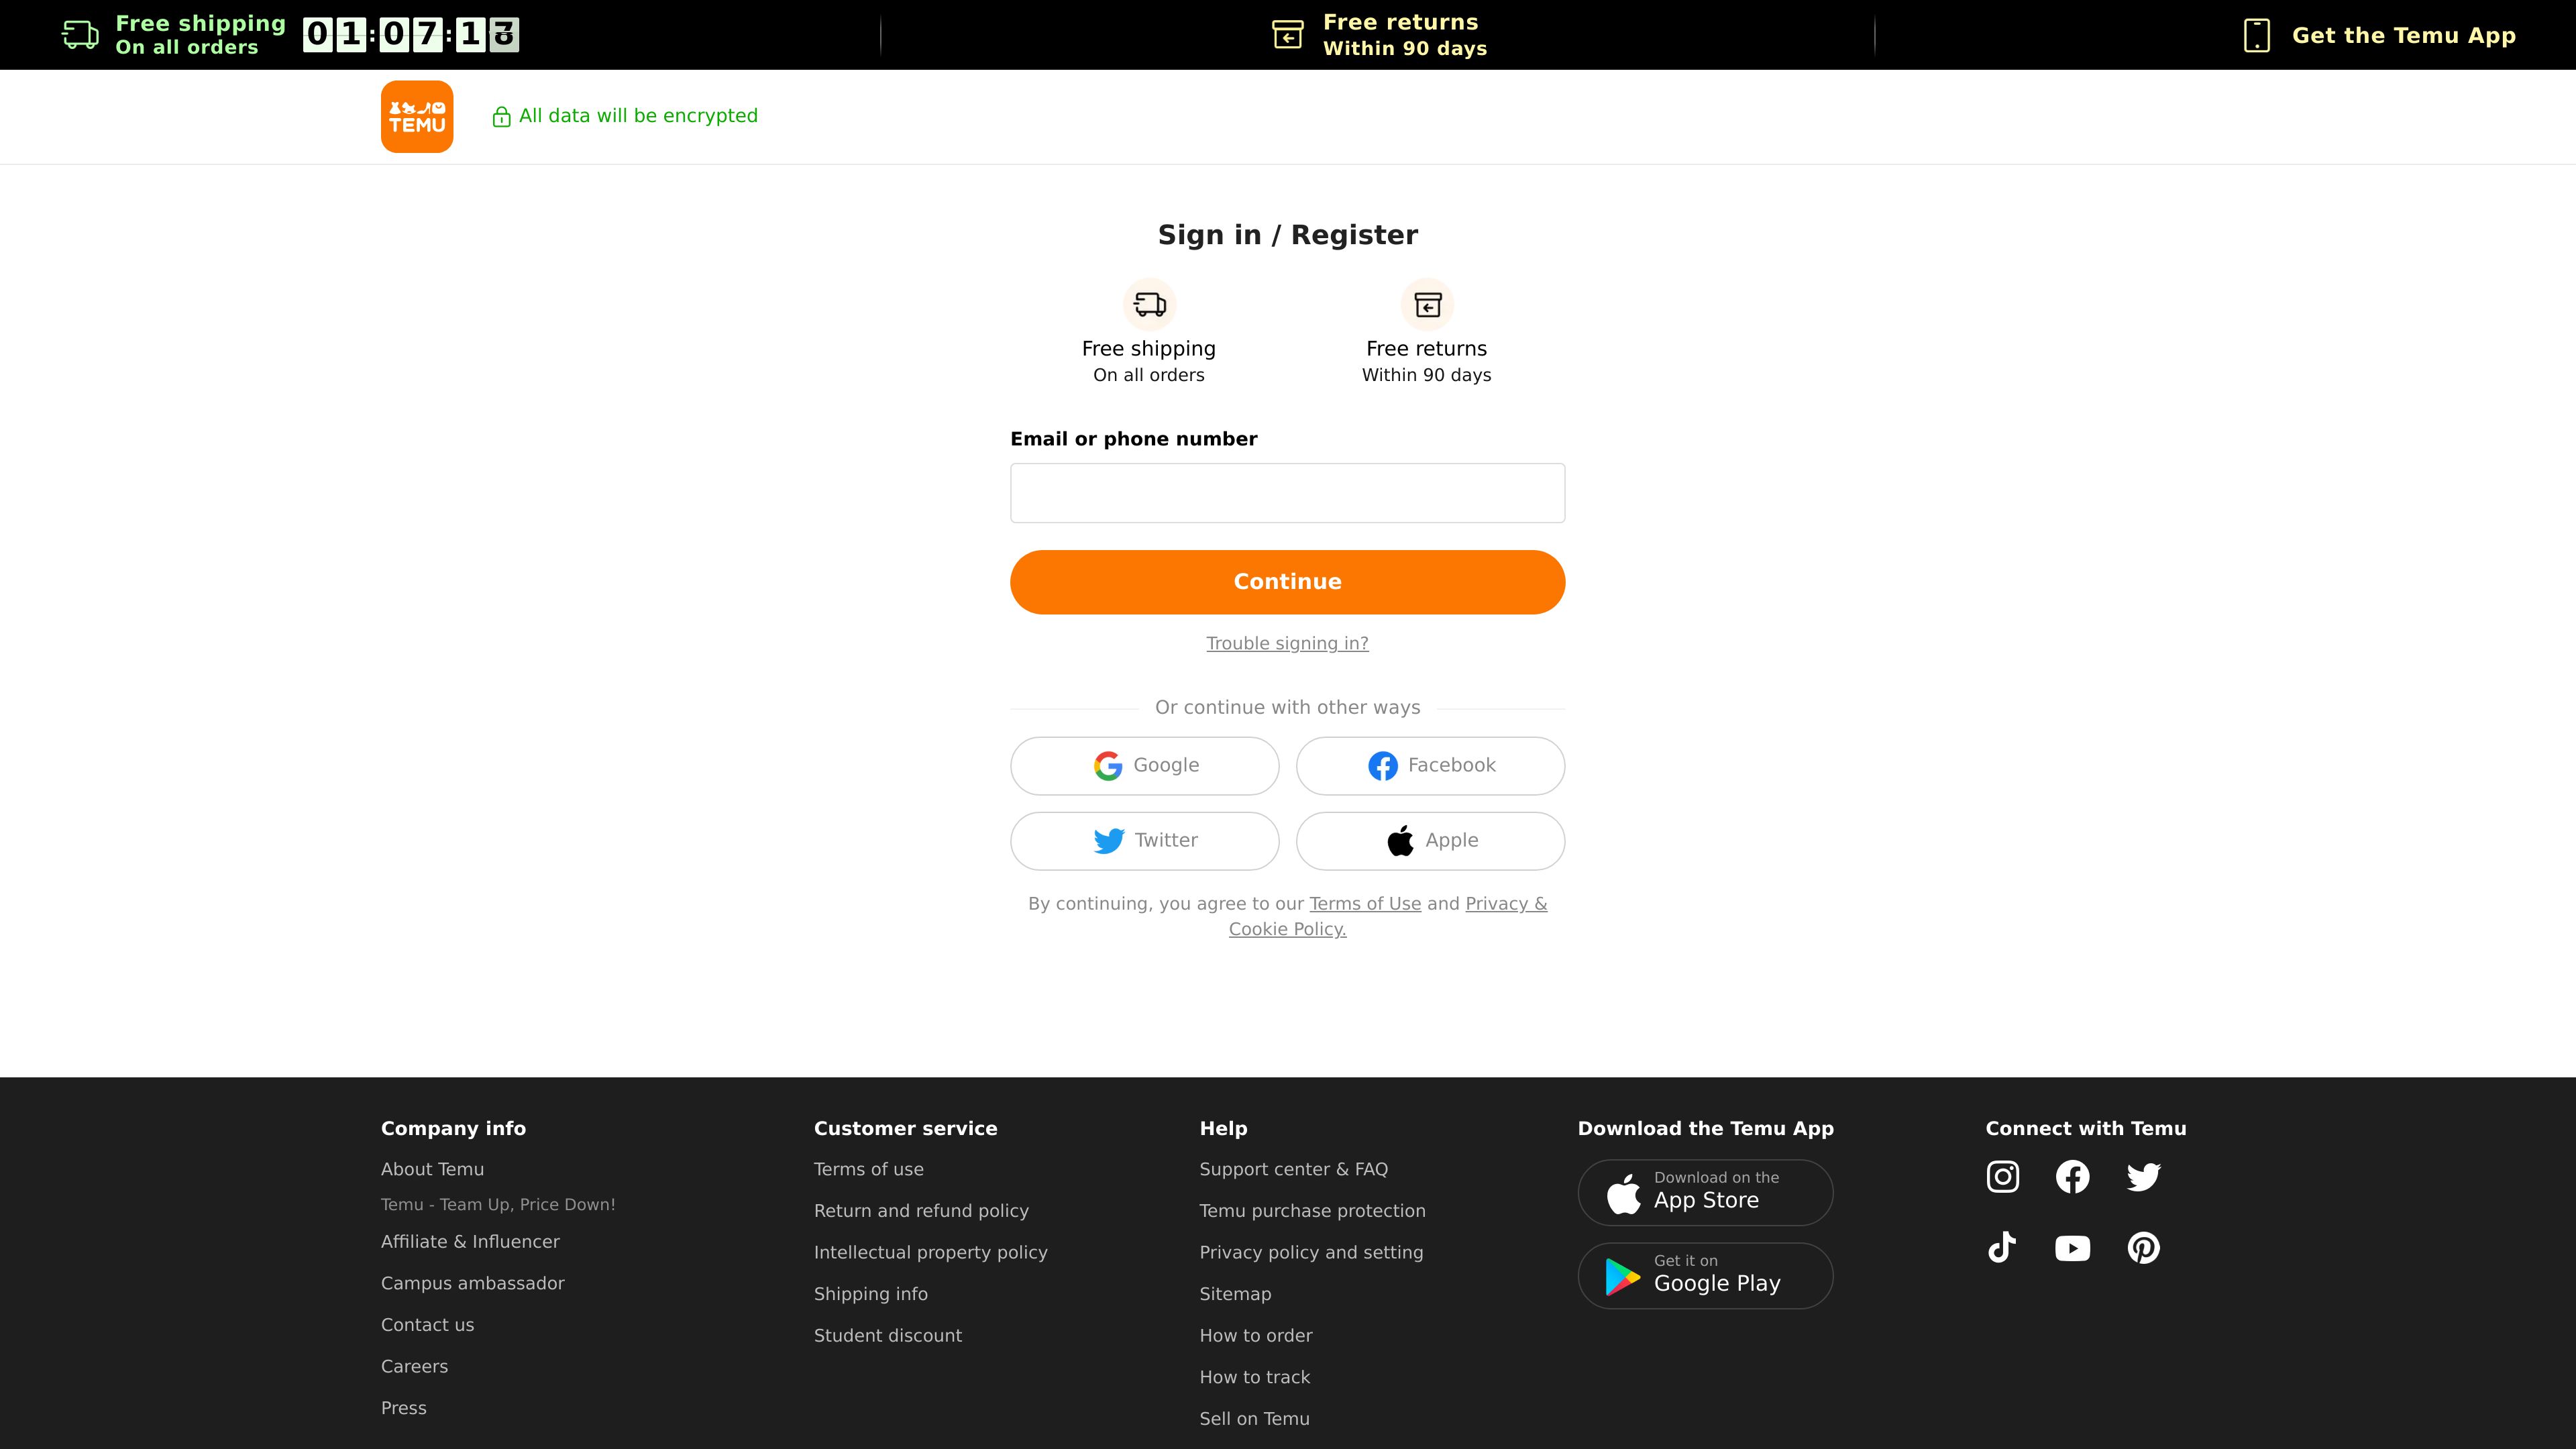 Free shipping
On all orders
01:07:1
Free returns
Within 90 days
Get the Temu App
TEMU
All data will be encrypted
Sign in / Register
Free shipping
On all orders
Free returns
Within 90 days
Email or phone number
Continue
Trouble signing in?
Or continue with other ways
Google
Facebook
Twitter
Apple
By continuing, you agree to our Terms of Use and Privacy &
Cookie Policy.
Company info
About Temu
Temu - Team Up, Price Down!
Affiliate & Influencer
Campus ambassador
Contact us
Careers
Press
Customer service
Terms of use
Return and refund policy
Intellectual property policy
Shipping info
Student discount
Help
Support center & FAQ
Temu purchase protection
Privacy policy and setting
Sitemap
How to order
How to track
Sell on Temu
Download the Temu App
Download on the
App Store
Get it on
Google Play
Connect with Temu